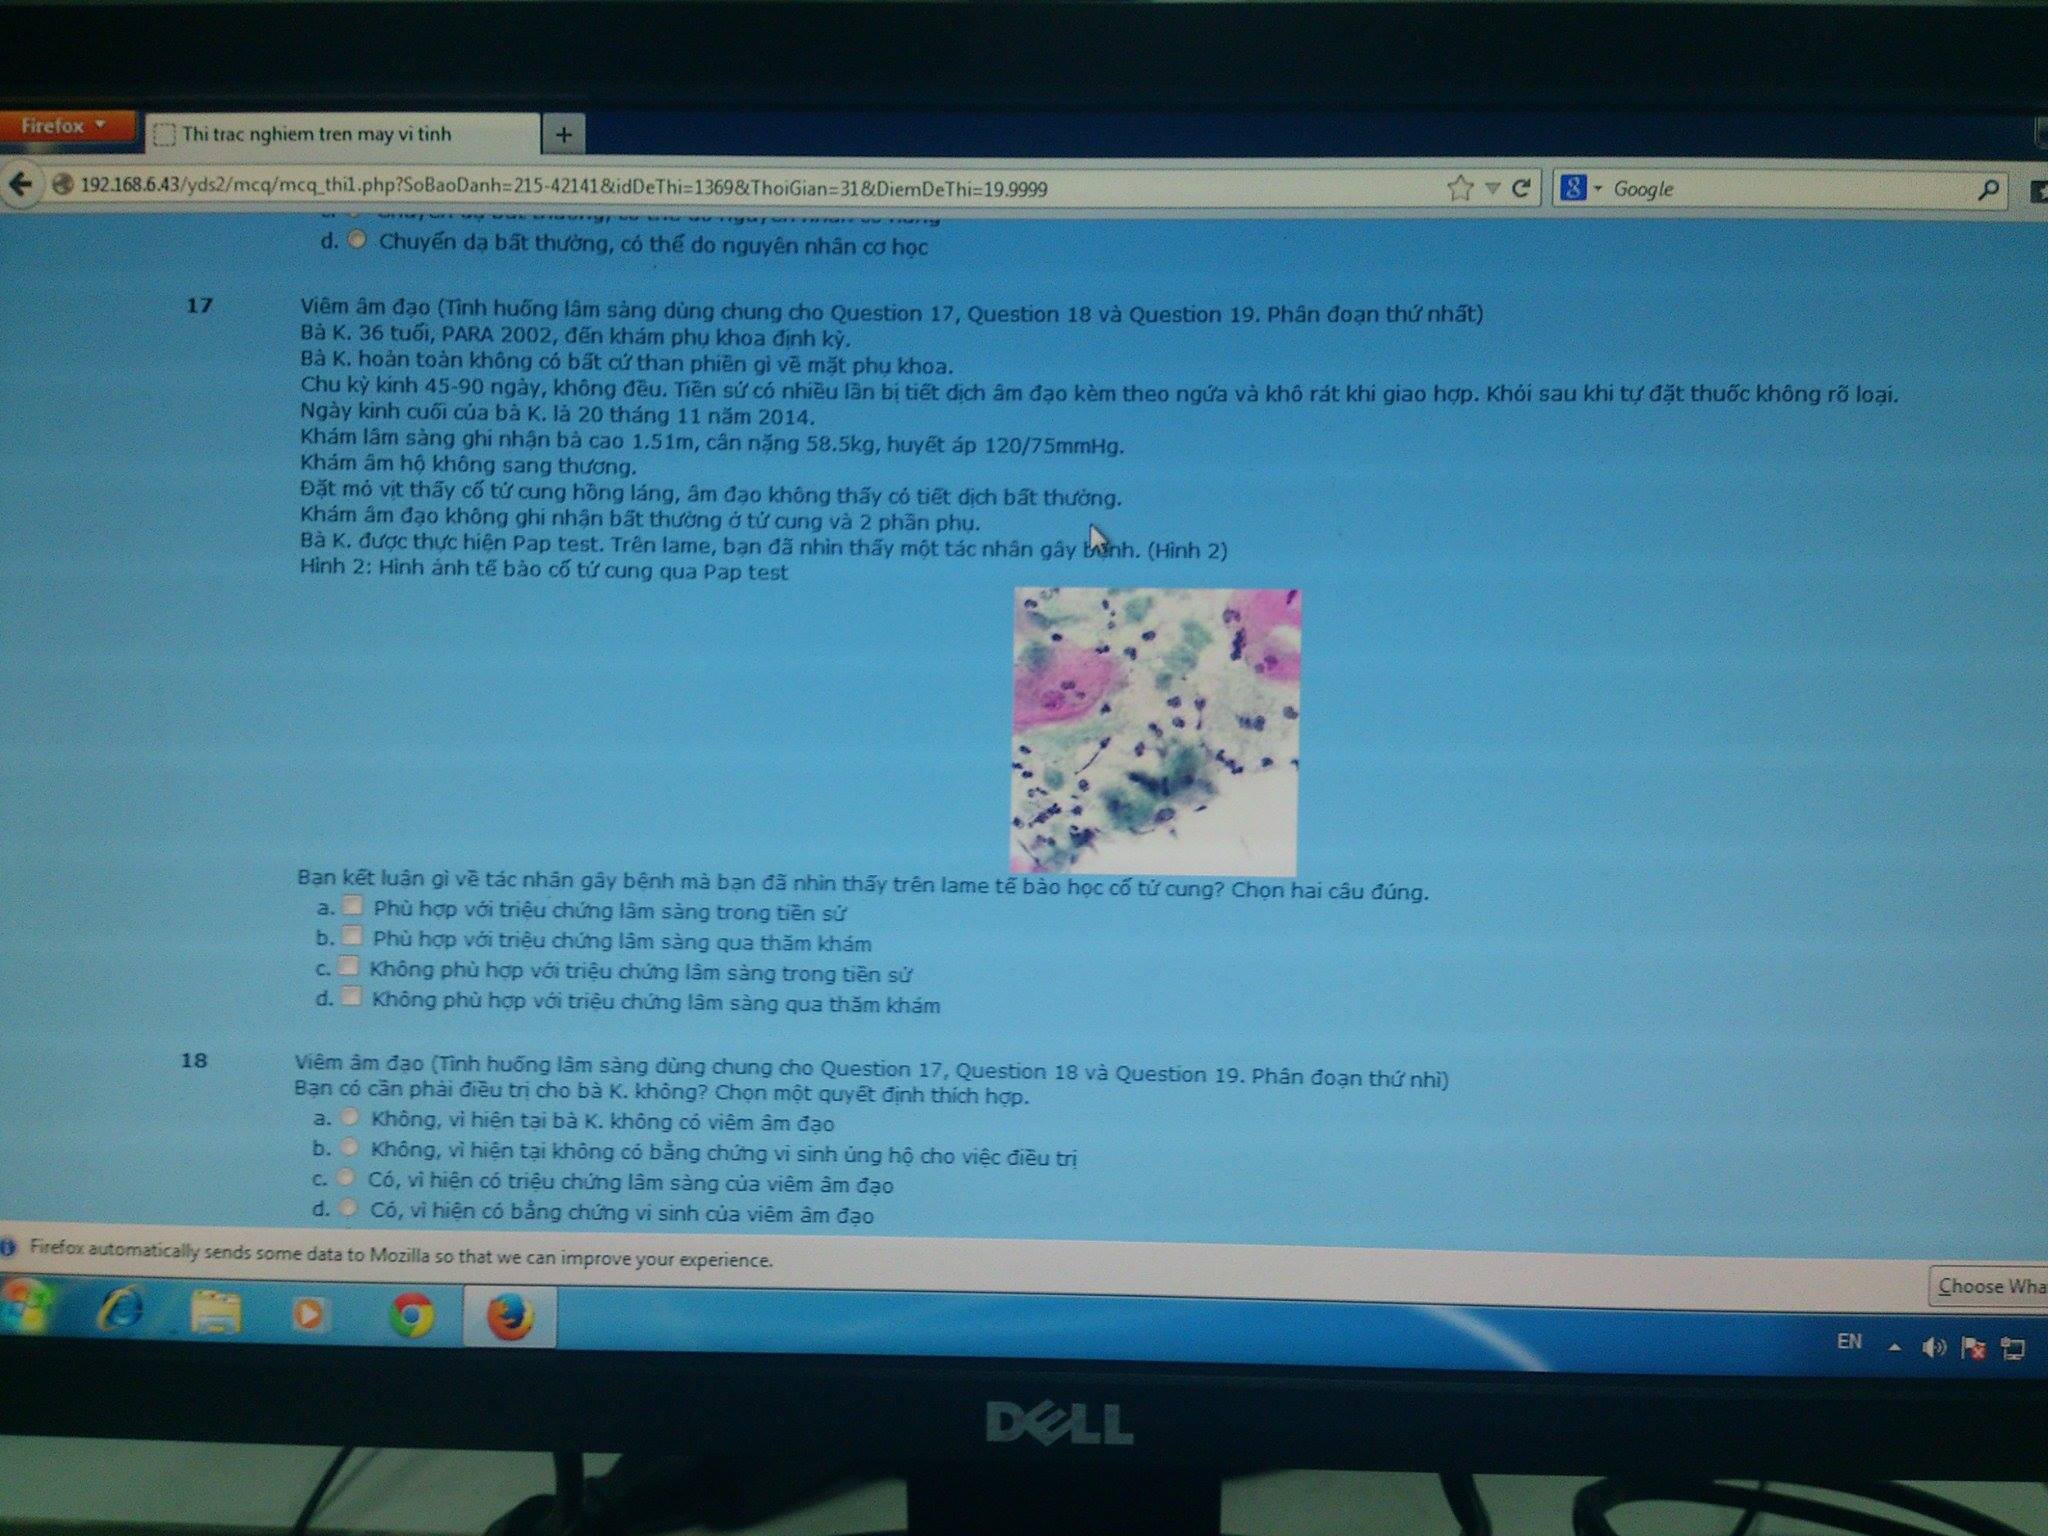 Firefox
Thi trac nghiem tren may vi tinh
192.168.6.43/yds2/mcq/mcq_thi1.php?SoBaoDanh=215-42141&idDeThi=1369&ThoiGian=31&DiemDeThi=19.9999
Google
d. Chuyển dạ bất thường, có thể do nguyên nhân cơ học
17 Viêm âm đạo (Tình huống lâm sàng dùng chung cho Question 17, Question 18 và Question 19. Phân đoạn thứ nhất)
Bà K. 36 tuổi, PARA 2002, đến khám phụ khoa định kỳ.
Bà K. hoàn toàn không có bất cứ than phiền gì về mặt phụ khoa.
Chu kỳ kinh 45-90 ngày, không đều. Tiền sử có nhiều lần bị tiết dịch âm đạo kèm theo ngứa và khô rát khi giao hợp. Khỏi sau khi tự đặt thuốc không rõ loại.
Ngày kinh cuối của bà K. là 20 tháng 11 năm 2014.
Khám lâm sàng ghi nhận bà cao 1.51m, cân nặng 58.5kg, huyết áp 120/75mmHg.
Khám âm hộ không sang thương.
Đặt mỏ vịt thấy cổ tử cung hồng láng, âm đạo không thấy có tiết dịch bất thường.
Khám âm đạo không ghi nhận bất thường ở tử cung và 2 phần phụ.
Bà K. được thực hiện Pap test. Trên lame, bạn đã nhìn thấy một tác nhân gây bệnh. (Hình 2)
Hình 2: Hình ảnh tế bào cổ tử cung qua Pap test
Bạn kết luận gì về tác nhân gây bệnh mà bạn đã nhìn thấy trên lame tế bào học cổ tử cung? Chọn hai câu đúng.
a. Phù hợp với triệu chứng lâm sàng trong tiền sử
b. Phù hợp với triệu chứng lâm sàng qua thăm khám
c. Không phù hợp với triệu chứng lâm sàng trong tiền sử
d. Không phù hợp với triệu chứng lâm sàng qua thăm khám
18 Viêm âm đạo (Tình huống lâm sàng dùng chung cho Question 17, Question 18 và Question 19. Phân đoạn thứ nhì)
Bạn có cần phải điều trị cho bà K. không? Chọn một quyết định thích hợp.
a. Không, vì hiện tại bà K. không có viêm âm đạo
b. Không, vì hiện tại không có bằng chứng vi sinh ủng hộ cho việc điều trị
c. Có, vì hiện có triệu chứng lâm sàng của viêm âm đạo
d. Có, vì hiện có bằng chứng vi sinh của viêm âm đạo
Firefox automatically sends some data to Mozilla so that we can improve your experience.
Choose Wha
EN
DELL